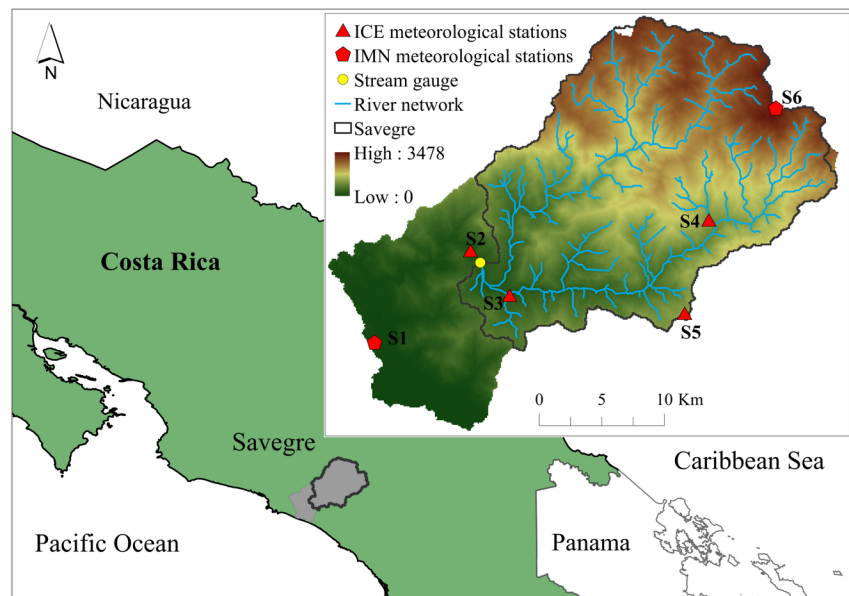 N
Nicaragua
Costa Rica
Savegre
Pacific Ocean
Caribbean Sea
Panama
ICE meteorological stations
IMN meteorological stations
Stream gauge
River network
Savegre
High : 3478
Low : 0
S6
S4
S2
S3
S5
S1
0 5 10 Km